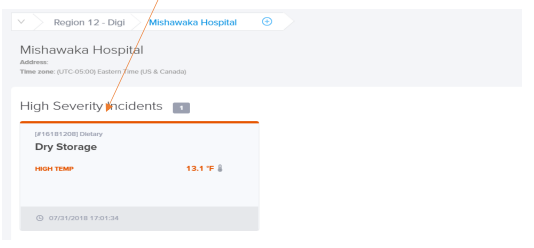 Region 12 - Digi Mishawaka Hospital
Mishawaka Hospital
Address:
Time zone: (UTC-05:00) Eastern Time (US & Canada)
High Severity Incidents 1
[#16181208] Dietary
Dry Storage
HIGH TEMP 13.1 °F
07/31/2018 17:01:34